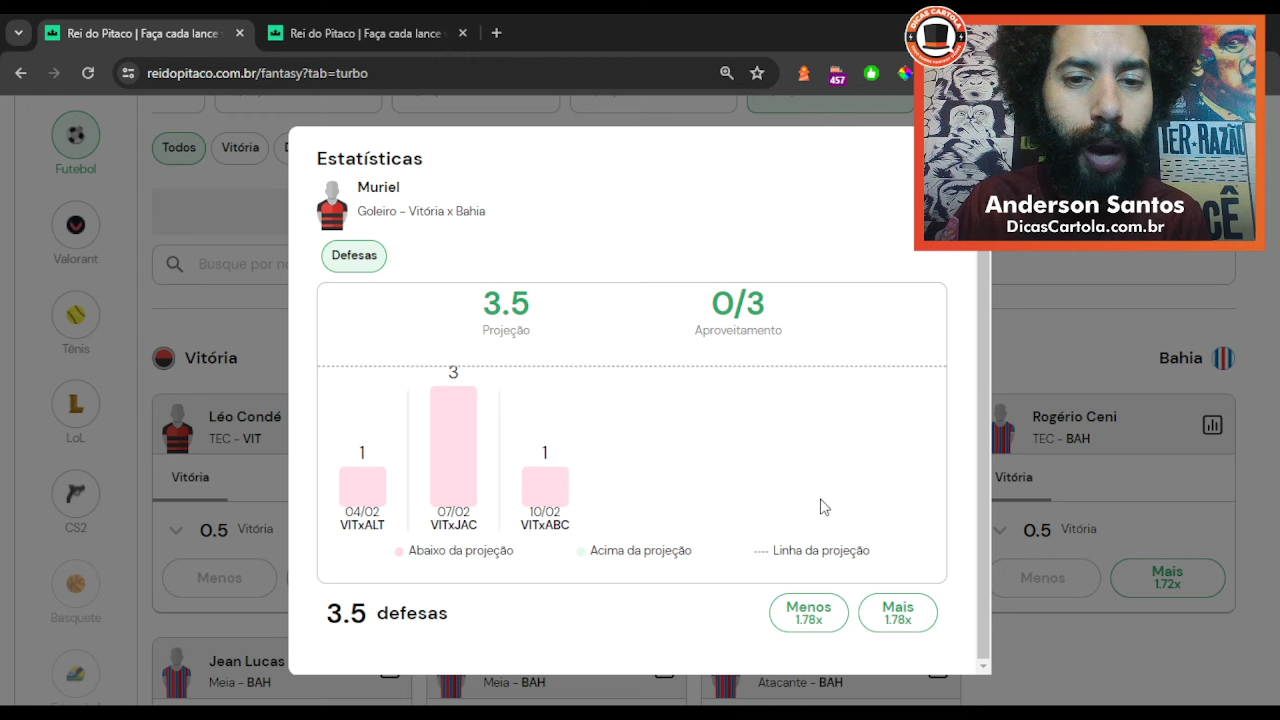 Rei do Pitaco | Faça cada lance
Rei do Pitaco | Faça cada lance
reidopitaco.com.br/fantasy?tab=turbo
457
DICAS CARTOLA
TER-RAZÃO
CÊ
Anderson Santos
DicasCartola.com.br
Futebol
Valorant
Tênis
LoL
CS2
Basquete
Todos
Vitória
Busque por no
Estatísticas
Muriel
Goleiro - Vitória x Bahia
Defesas
3.5
Projeção
0/3
Aproveitamento
1
3
1
04/02
VITxALT
07/02
VITxJAC
10/02
VITxABC
Abaixo da projeção
Acima da projeção
Linha da projeção
3.5 defesas
Menos
1.78x
Mais
1.78x
Vitória
Léo Condé
TEC - VIT
Vitória
0.5 Vitória
Menos
Bahia
Rogério Ceni
TEC - BAH
Vitória
0.5 Vitória
Menos
Mais
1.72x
Jean Lucas
Meia - BAH
Meia - BAH
Atacante - BAH